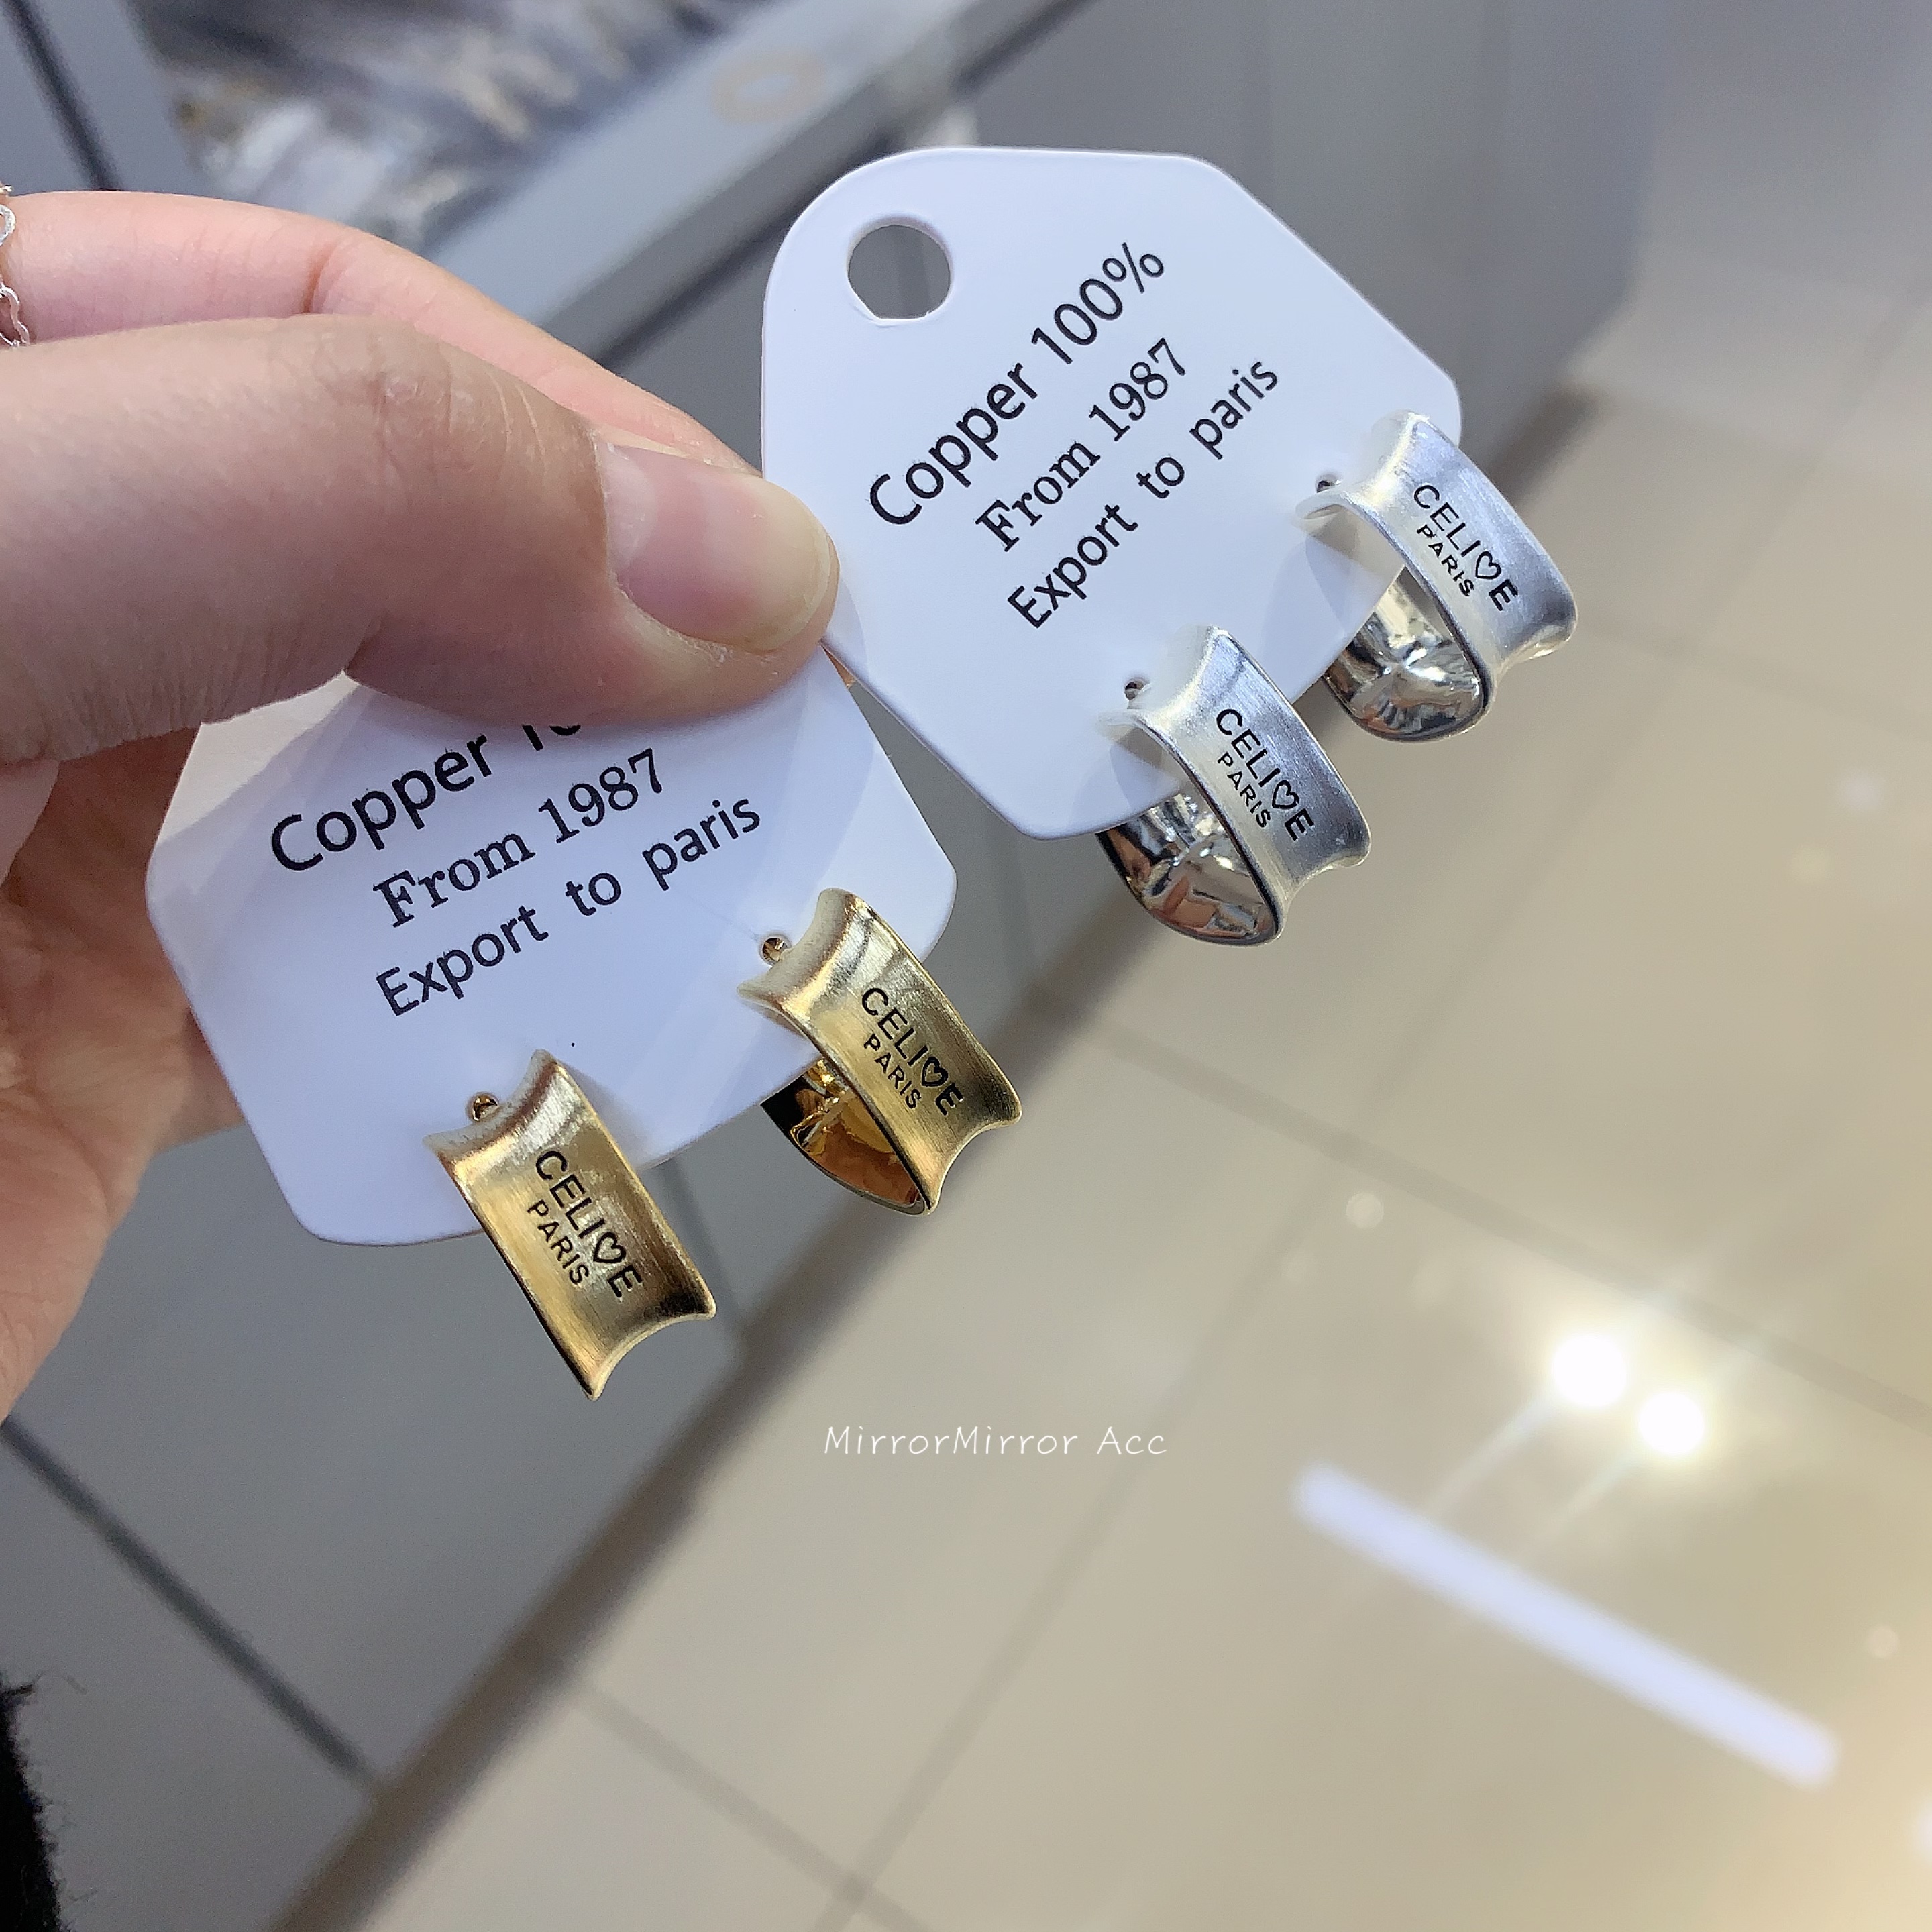 Copper 100%
From 1987
Export to paris
CELI♡E
PARIS
CELI♡E
PARIS
Copper
From 1987
Export to paris
CELI♡E
PARIS
CELI♡E
PARIS
MirrorMirror Acc